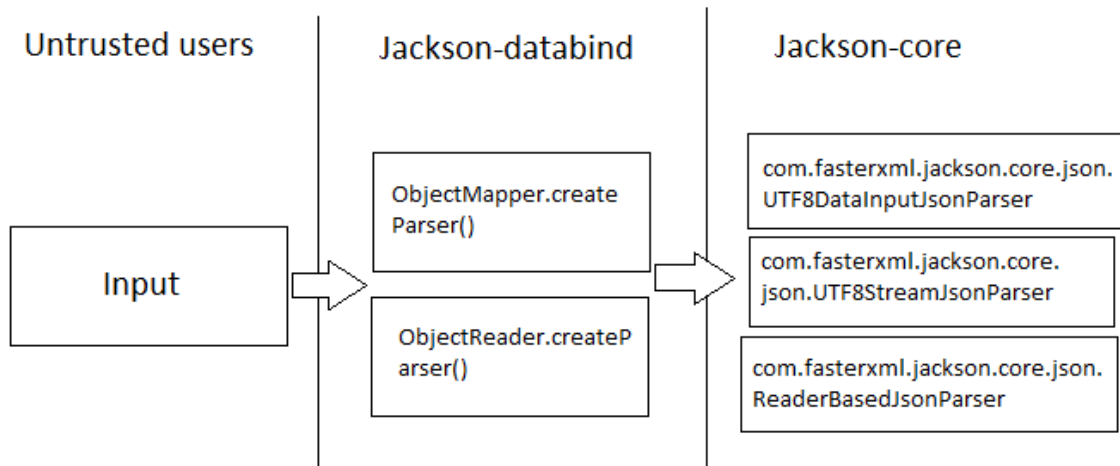 Untrusted users
Jackson-databind
Jackson-core
Input
ObjectMapper.create
Parser()
ObjectReader.createP
arser()
com.fasterxml.jackson.core.json.
UTF8DataInputJsonParser
com.fasterxml.jackson.core.
json.UTF8StreamJsonParser
com.fasterxml.jackson.core.json.
ReaderBasedJsonParser